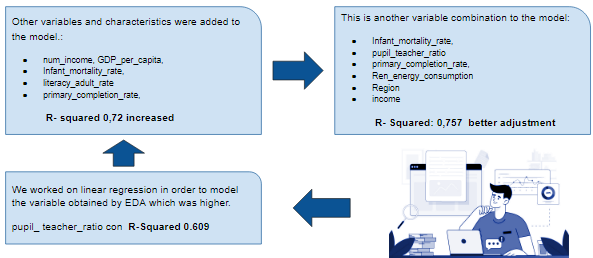 Other variables and characteristics were added to
the model.:
• num_income, GDP_per_capita,
• Infant_mortality_rate,
• literacy_adult_rate
• primary_completion_rate,
R- squared 0,72 increased
This is another variable combination to the model:
• Infant_mortality_rate,
• pupil_teacher_ratio
• primary_completion_rate,
• Ren_energy_consumption
• Region
• income
R- Squared: 0,757 better adjustment
We worked on linear regression in order to model
the variable obtained by EDA which was higher.
pupil_ teacher_ratio con R-Squared 0.609